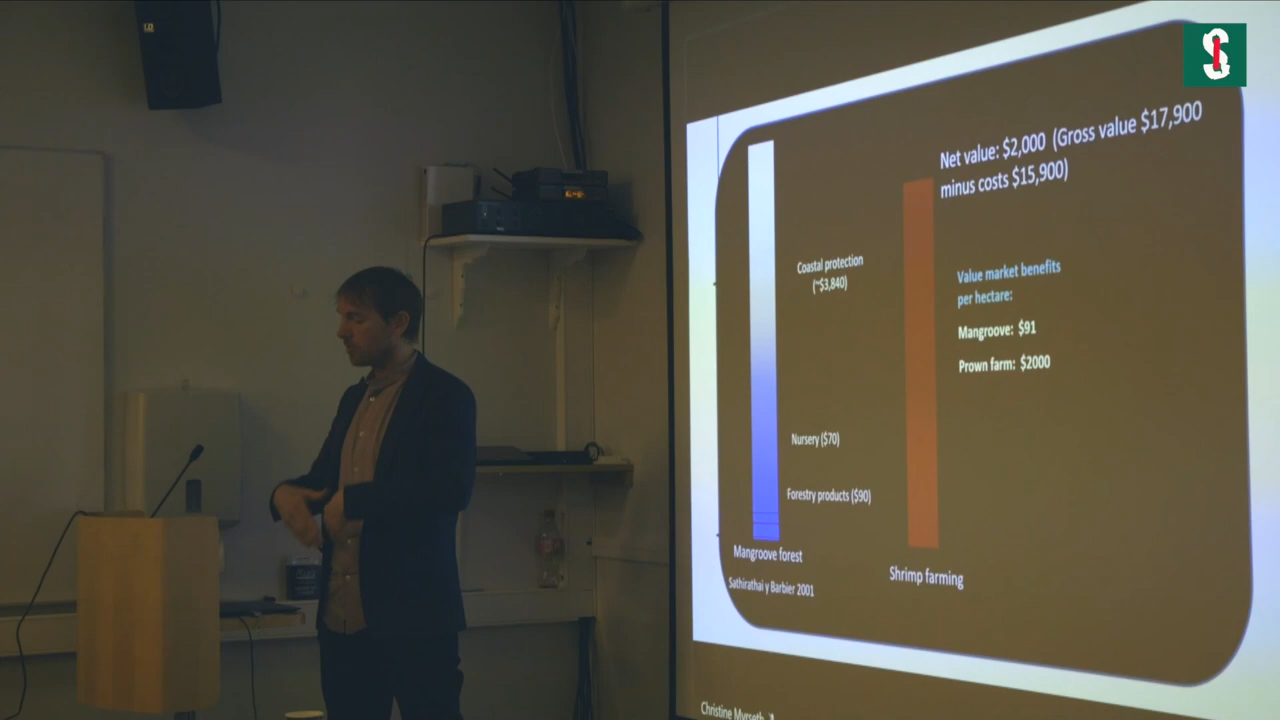 Net value: $2,000 (Gross value $17,900
minus costs $15,900)
Coastal protection
(~$3,840)
Value market benefits
per hectare:
Mangroove: $91
Prown farm: $2000
Nursery ($70)
Forestry products ($90)
Mangroove forest
Shrimp farming
Sathirathai y Barbier 2001
Christine Myrseth